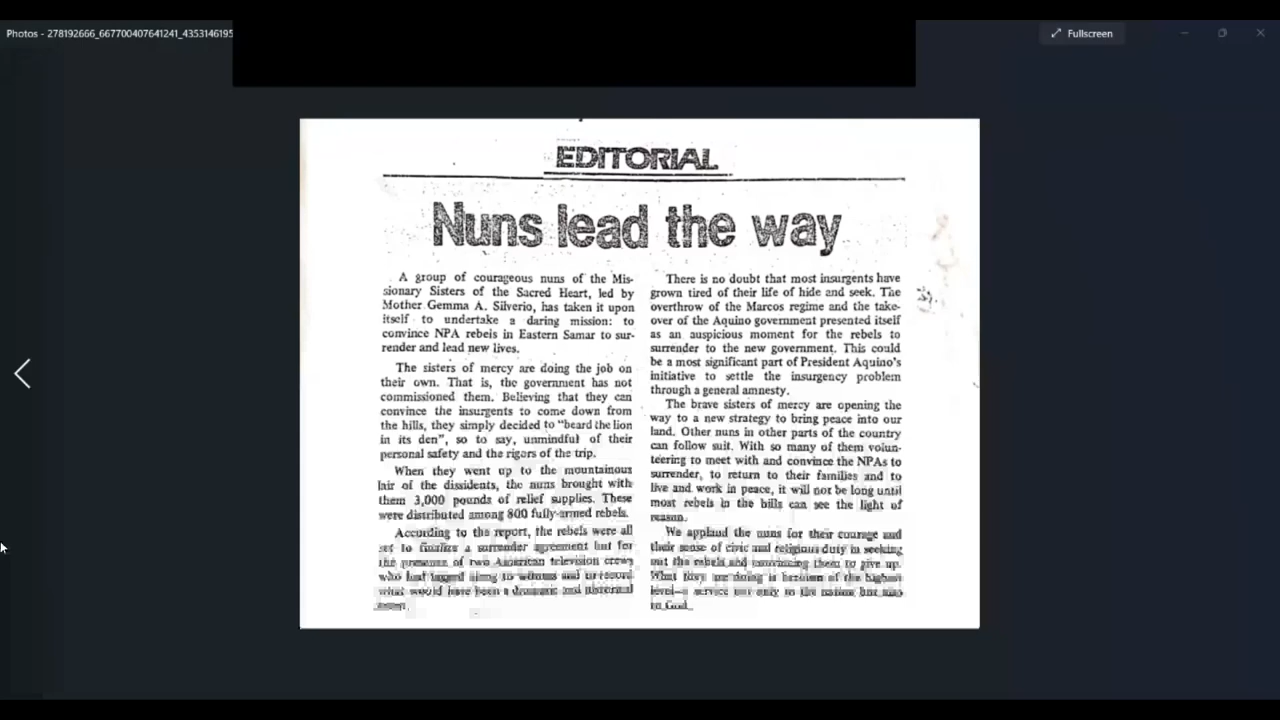 Photos - 278192666_667700407641241_4353146195
Fullscreen
EDITORIAL
Nuns lead the way
A group of courageous nuns of the Mis-
sionary Sisters of the Sacred Heart, led by
Mother Gemma A. Silverio, has taken it upon
itself to undertake a daring mission: to
convince NPA rebels in Eastern Samar to sur-
render and lead new lives.
The sisters of mercy are doing the job on
their own. That is, the government has not
commissioned them. Believing that they can
convince the insurgents to come down from
the hills, they simply decided to "beard the lion
in its den", so to say, unmindful of their
personal safety and the rigors of the trip.
When they went up to the mountainous
lair of the dissidents, the nuns brought with
them 3,000 pounds of relief supplies. These
were distributed among 800 fully-armed rebels.
According to the report, the rebels were all
set to finalize a surrender agreement but for
the presence of two American television crews
who had tagged along to witness and to record
what would have been a dramatic and historical
event.
There is no doubt that most insurgents have
grown tired of their life of hide and seek. The
overthrow of the Marcos regime and the take-
over of the Aquino government presented itself
as an auspicious moment for the rebels to
surrender to the new government. This could
be a most significant part of President Aquino's
initiative to settle the insurgency problem
through a general amnesty.
The brave sisters of mercy are opening the
way to a new strategy to bring peace into our
land. Other nuns in other parts of the country
can follow suit. With so many of them volun-
teering to meet with and convince the NPAs to
surrender, to return to their families and to
live and work in peace, it will not be long until
most rebels in the hills can see the light of
reason.
We applaud the nuns for their courage and
their sense of civic and religious duty in seeking
out the rebels and convincing them to give up.
What they are doing is heroism of the highest
level—a service not only to the nation but also
to God.